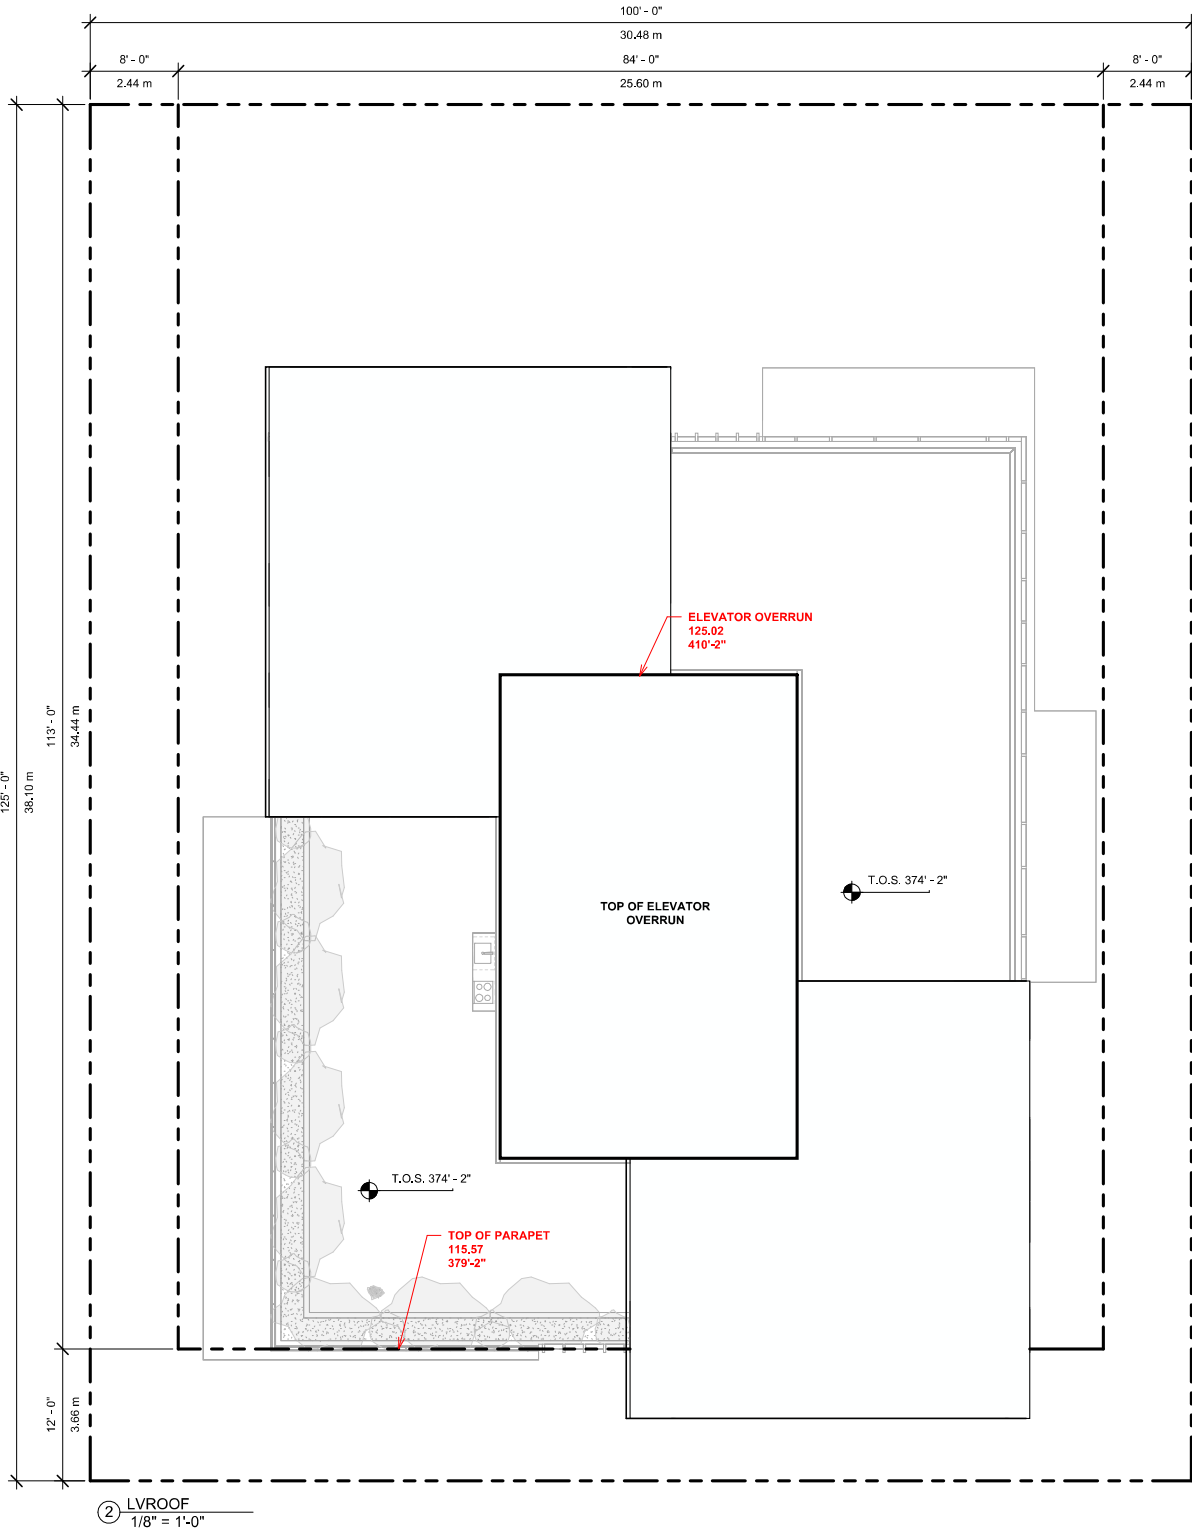 100' - 0"
30.48 m
8' - 0"
84' - 0"
8' - 0"
2.44 m
25.60 m
2.44 m
ELEVATOR OVERRUN
125.02
410'-2"
113' - 0"
34.44 m
125' - 0"
38.10 m
T.O.S. 374' - 2"
TOP OF ELEVATOR
OVERRUN
T.O.S. 374' - 2"
TOP OF PARAPET
115.57
379'-2"
12' - 0"
3.66 m
2
LVROOF
1/8" = 1'-0"